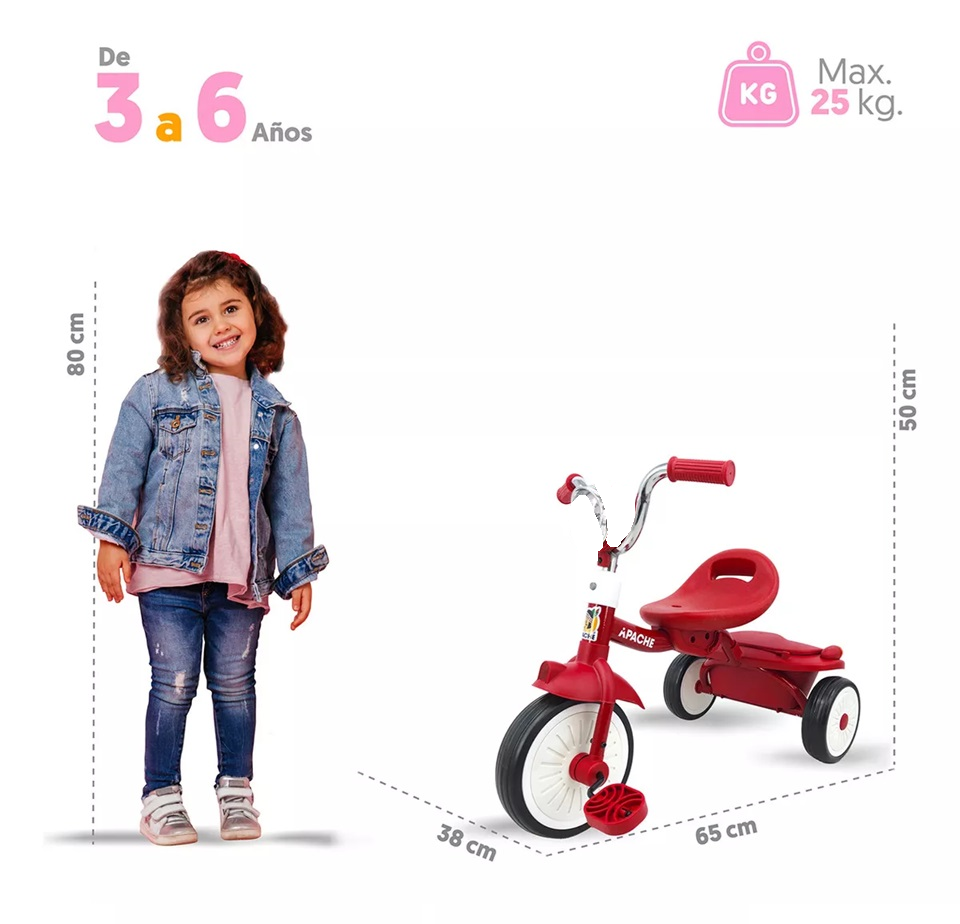 De
3 a 6 Años
KG
Max.
25 kg.
80 cm
50 cm
APACHE
38 cm
65 cm